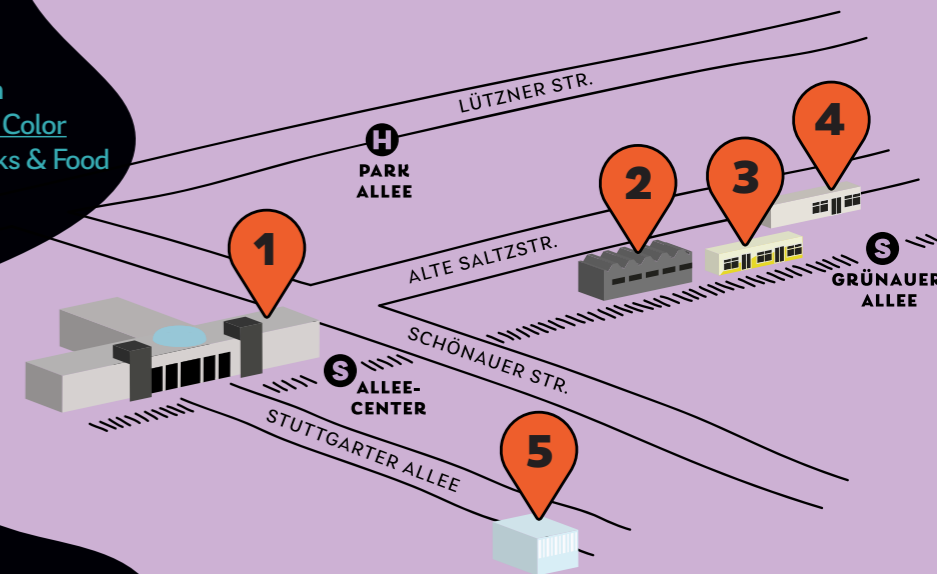 Color
ks & Food
LÜTZNER STR.
H
PARK
ALLEE
4
2
3
1
ALTE SALTZSTR.
S
GRÜNAUER
ALLEE
SCHÖNAUER STR.
S
ALLEE-
CENTER
STUTTGARTER ALLEE
5